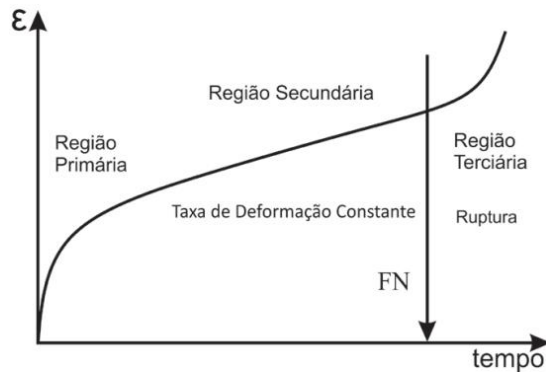 ε
Região Secundária
Região
Primária
Região
Terciária
Taxa de Deformação Constante
Ruptura
FN
tempo